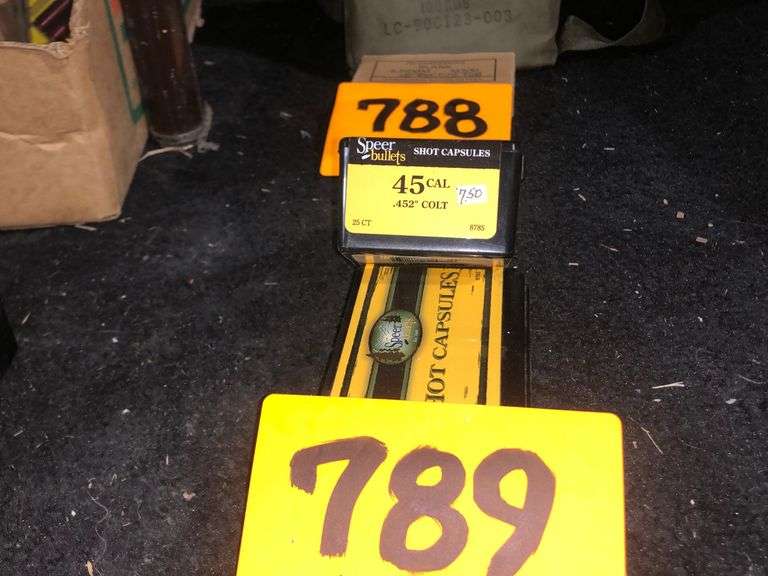 LC-90C123-003
788
Speer
bullets
SHOT CAPSULES
45 CAL
.452" COLT
7.50
25 CT
8785
SHOT CAPSULES
Speer
789